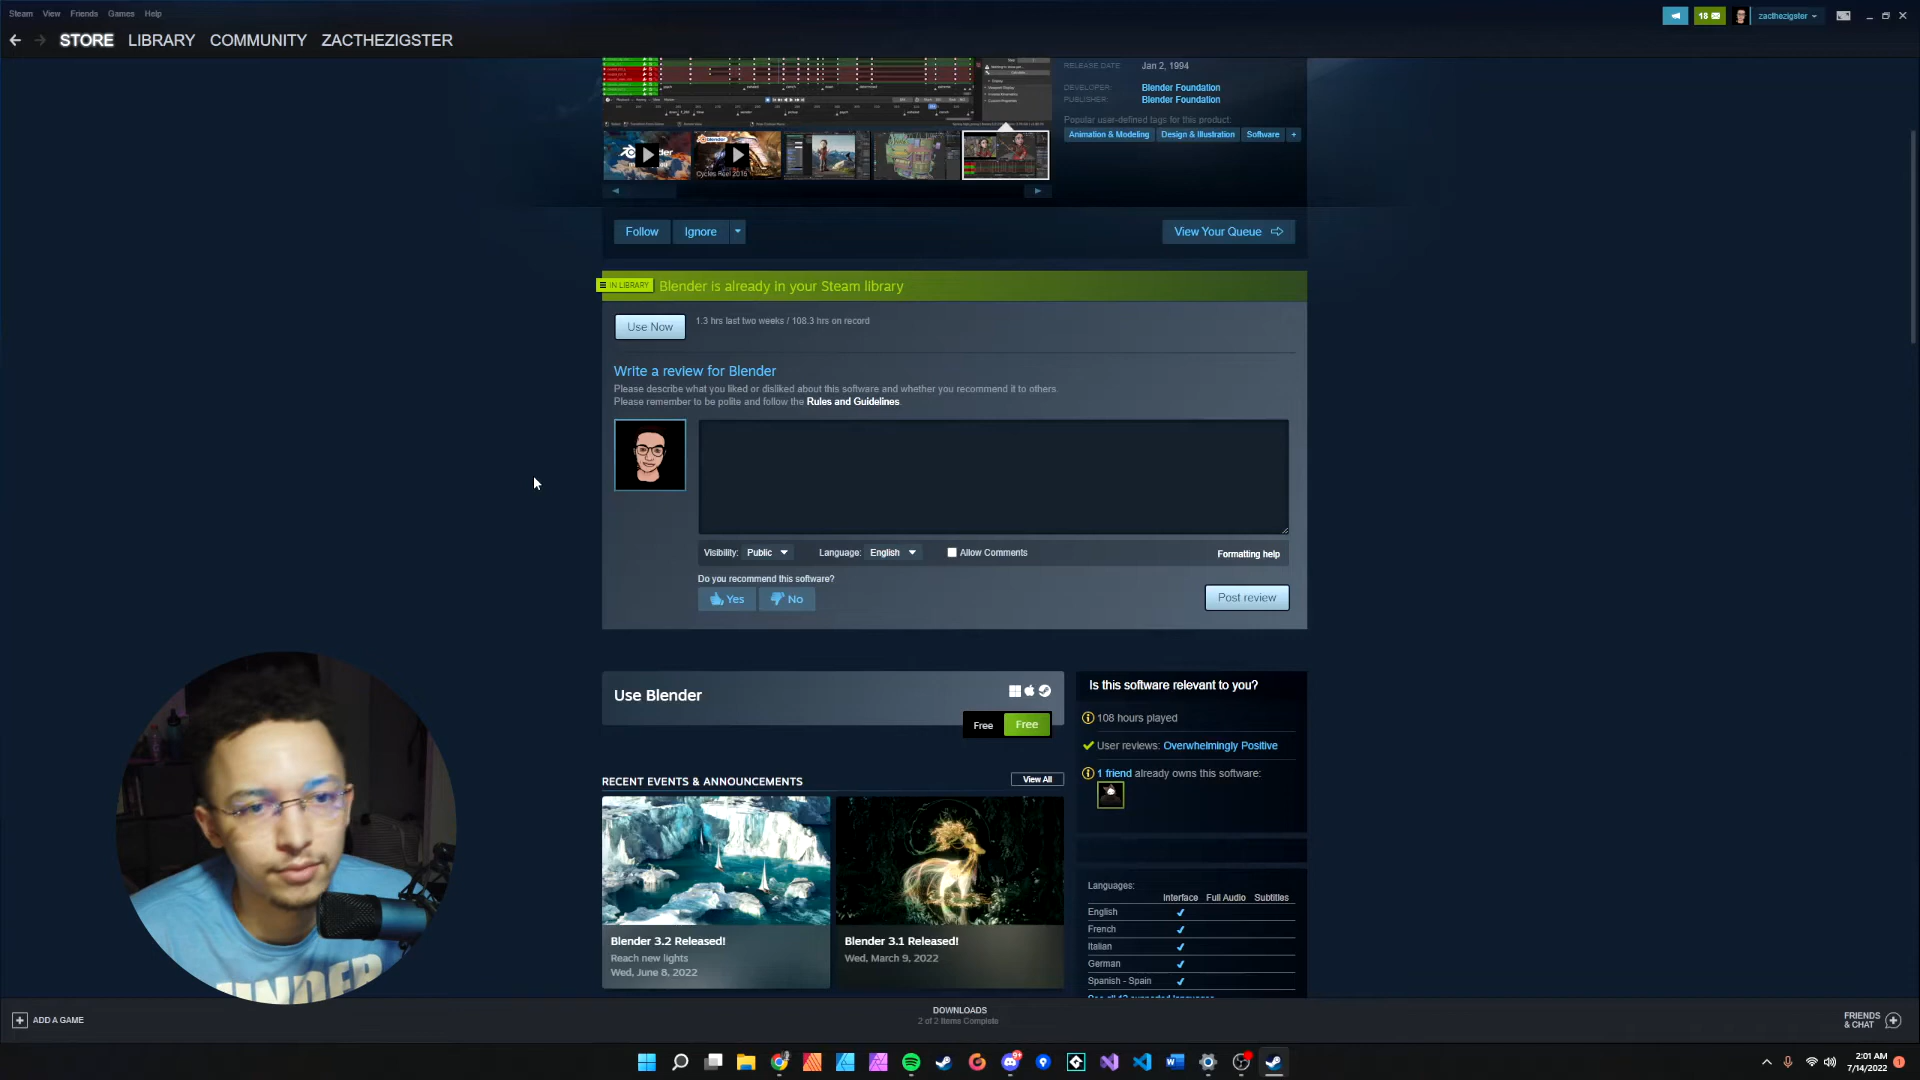 Steam View Friends Games Help
18
zacthezigster
STORE LIBRARY COMMUNITY ZACTHEZIGSTER
RELEASE DATE: Jan 2, 1994
DEVELOPER: Blender Foundation
PUBLISHER: Blender Foundation
Popular user-defined tags for this product:
Animation & Modeling Design & Illustration Software +
Cycles Reel 2015
Follow Ignore View Your Queue
IN LIBRARY Blender is already in your Steam library
Use Now 1.3 hrs last two weeks / 108.3 hrs on record
Write a review for Blender
Please describe what you liked or disliked about this software and whether you recommend it to others.
Please remember to be polite and follow the Rules and Guidelines.
Visibility: Public Language: English Allow Comments Formatting help
Do you recommend this software?
Yes No Post review
Use Blender
Free Free
Is this software relevant to you?
108 hours played
User reviews: Overwhelmingly Positive
1 friend already owns this software:
RECENT EVENTS & ANNOUNCEMENTS View All
Blender 3.2 Released!
Reach new lights
Wed, June 8, 2022
Blender 3.1 Released!
Wed, March 9, 2022
Languages:
Interface Full Audio Subtitles
English
French
Italian
German
Spanish - Spain
ADD A GAME
DOWNLOADS
2 of 2 Items Complete
FRIENDS
& CHAT
2:01 AM
7/14/2022
1